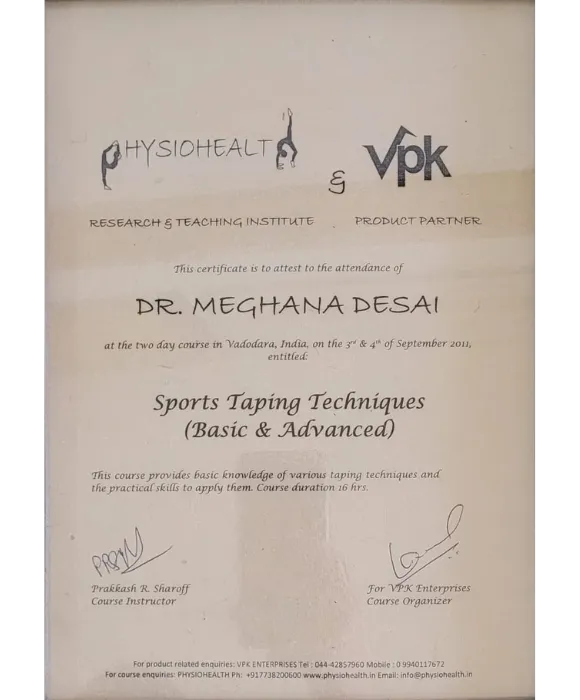 PHYSIOHEALTH
& Vpk
RESEARCH & TEACHING INSTITUTE PRODUCT PARTNER
This certificate is to attest to the attendance of
DR. MEGHANA DESAI
at the two day course in Vadodara, India, on the 3rd & 4th of September 2011,
entitled:
Sports Taping Techniques
(Basic & Advanced)
This course provides basic knowledge of various taping techniques and
the practical skills to apply them. Course duration 16 hrs.
Prakkash R. Sharoff For VPK Enterprises
Course Instructor Course Organizer
For product related enquiries: VPK ENTERPRISES Tel : 044-42857960 Mobile : 0 9940117672
For course enquiries: PHYSIOHEALTH Ph: +917738200600 www.physiohealth.in Email: info@physiohealth.in